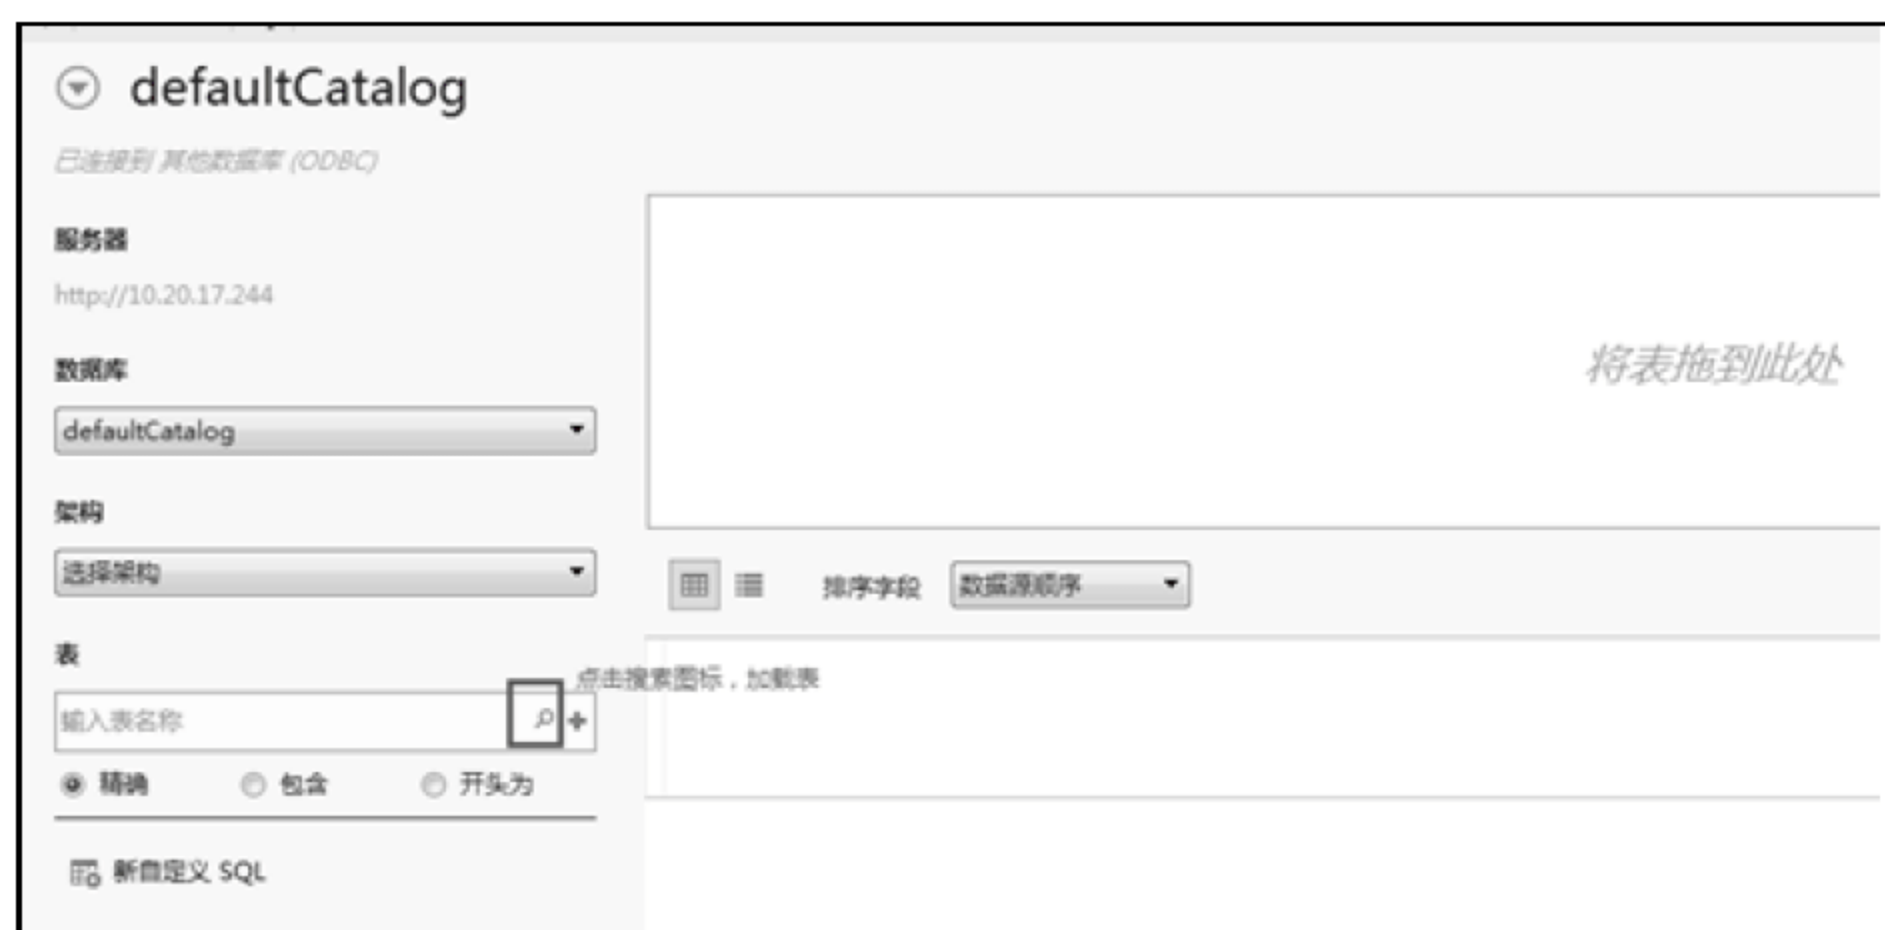 defaultCatalog
已连接到 其他数据库 (ODBC)
服务器
http://10.20.17.244
将表拖到此处
数据库
defaultCatalog
架构
选择架构
排序字段 数据源顺序
表
点击搜索图标，加载表
输入表名称
精确 包含 开头为
新自定义 SQL